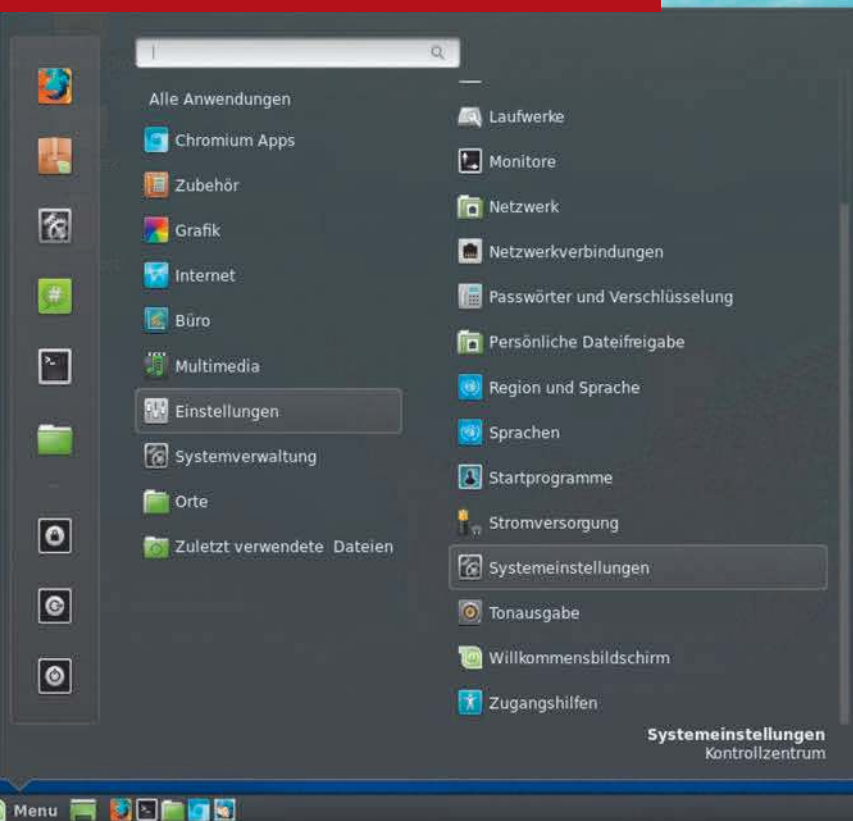 Alle Anwendungen
Chromium Apps
Zubehör
Grafik
Internet
Büro
Multimedia
Einstellungen
Systemverwaltung
Orte
Zuletzt verwendete Dateien
Laufwerke
Monitore
Netzwerk
Netzwerkverbindungen
Passwörter und Verschlüsselung
Persönliche Dateifreigabe
Region und Sprache
Sprachen
Startprogramme
Stromversorgung
Systemeinstellungen
Tonausgabe
Willkommensbildschirm
Zugangshilfen
Systemeinstellungen
Kontrollzentrum
Menu